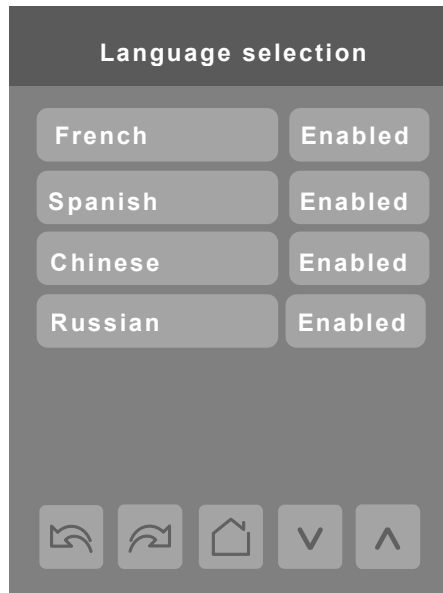 Language selection
French Enabled
Spanish Enabled
Chinese Enabled
Russian Enabled